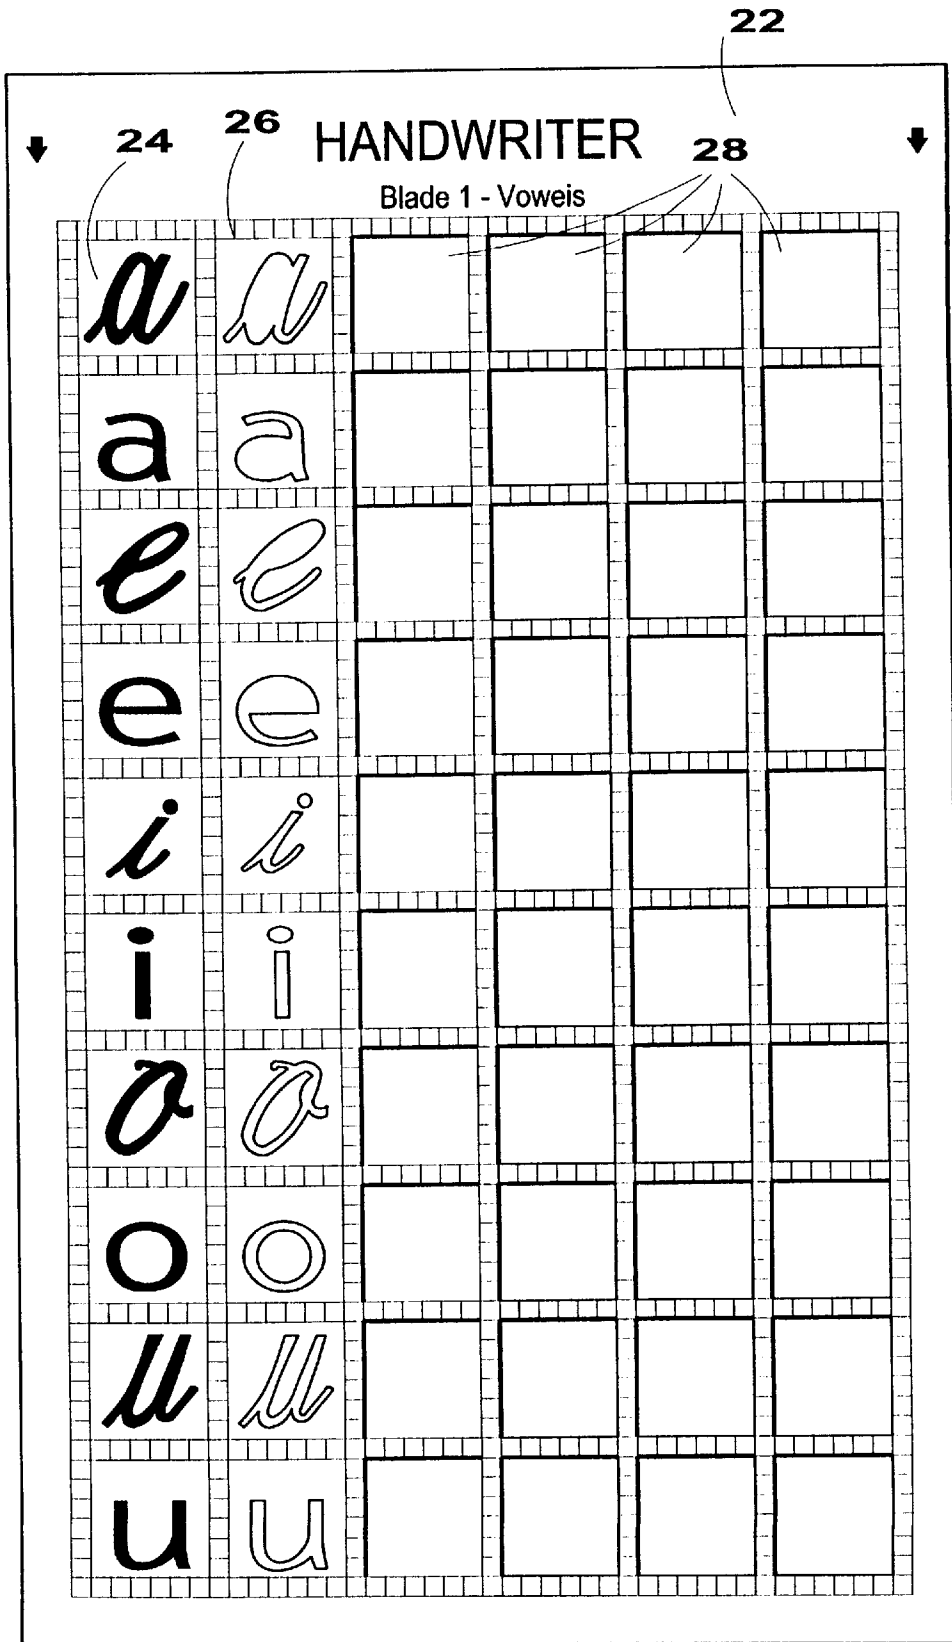 22
24 26 HANDWRITER 28
Blade 1 - Voweis
a a
a a
e e
e e
i i
i i
o o
o o
u u
u u